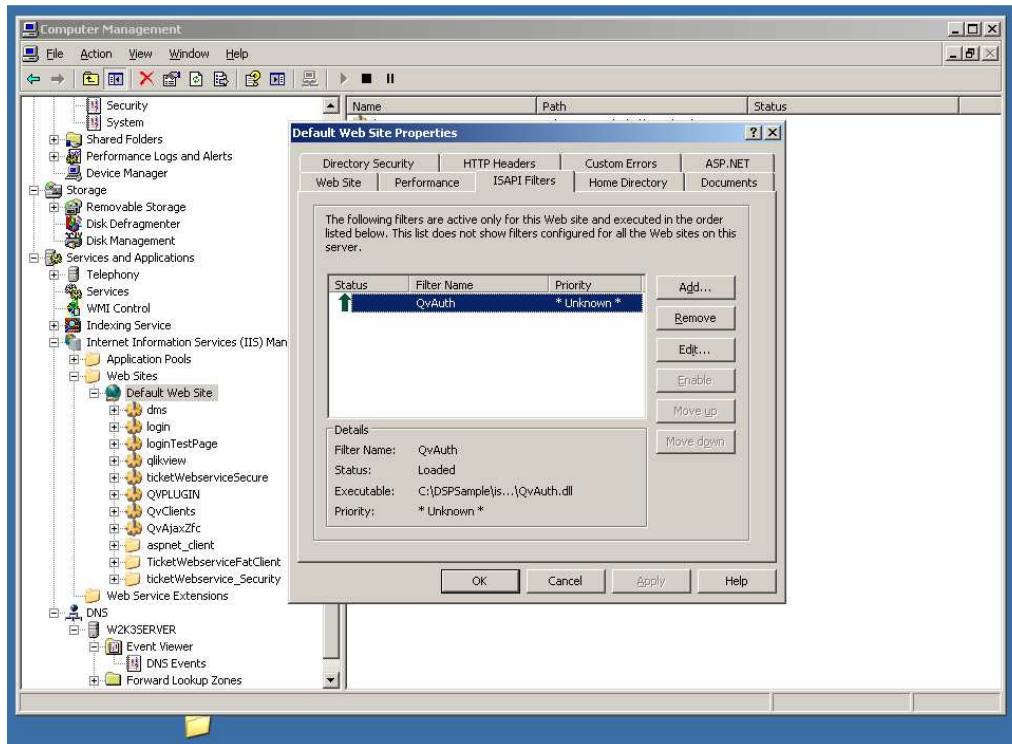 Computer Management
File Action View Window Help
Name Path Status
Security
System
Shared Folders
Performance Logs and Alerts
Device Manager
Storage
Removable Storage
Disk Defragmenter
Disk Management
Services and Applications
Telephony
Services
WMI Control
Indexing Service
Internet Information Services (IIS) Man
Application Pools
Web Sites
Default Web Site
dms
login
loginTestPage
qlikview
ticketWebserviceSecure
QVPLUGIN
QvClients
QvAjaxZfc
aspnet_client
TicketWebserviceFatClient
ticketWebservice_Security
Web Service Extensions
DNS
W2K3SERVER
Event Viewer
DNS Events
Forward Lookup Zones
Default Web Site Properties
Directory Security HTTP Headers Custom Errors ASP.NET
Web Site Performance ISAPI Filters Home Directory Documents
The following filters are active only for this Web site and executed in the order
listed below. This list does not show filters configured for all the Web sites on this
server.
Status Filter Name Priority
QvAuth * Unknown *
Add...
Remove
Edit...
Enable
Move up
Move down
Details
Filter Name: QvAuth
Status: Loaded
Executable: C:\DSPSample\is...\QvAuth.dll
Priority: * Unknown *
OK Cancel Apply Help